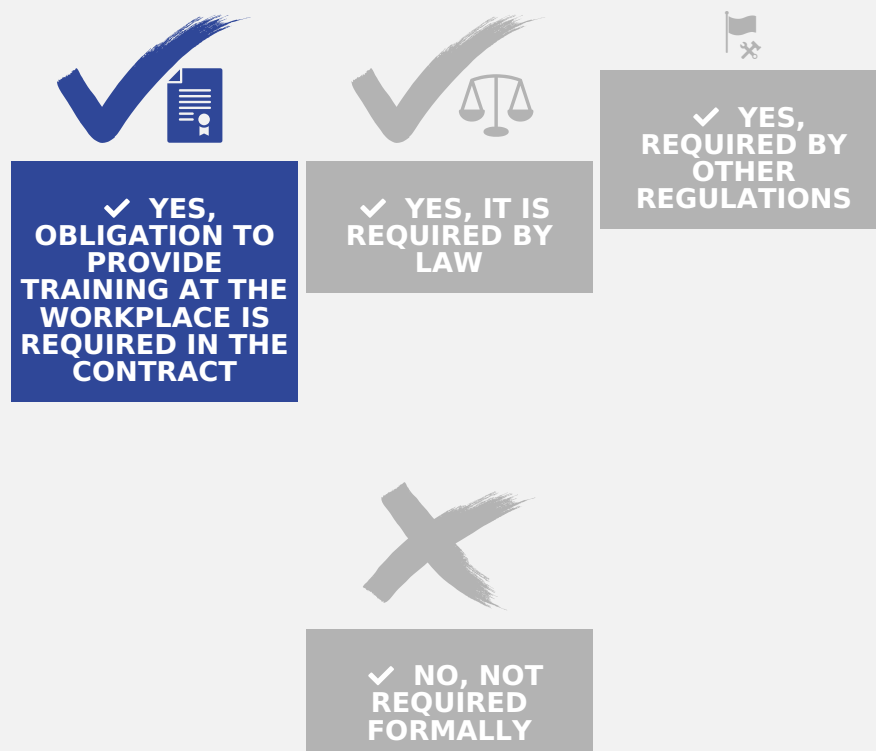 ✓ YES,
OBLIGATION TO
PROVIDE
TRAINING AT THE
WORKPLACE IS
REQUIRED IN THE
CONTRACT
✓ YES, IT IS
REQUIRED BY
LAW
✓ YES,
REQUIRED BY
OTHER
REGULATIONS
✓ NO, NOT
REQUIRED
FORMALLY